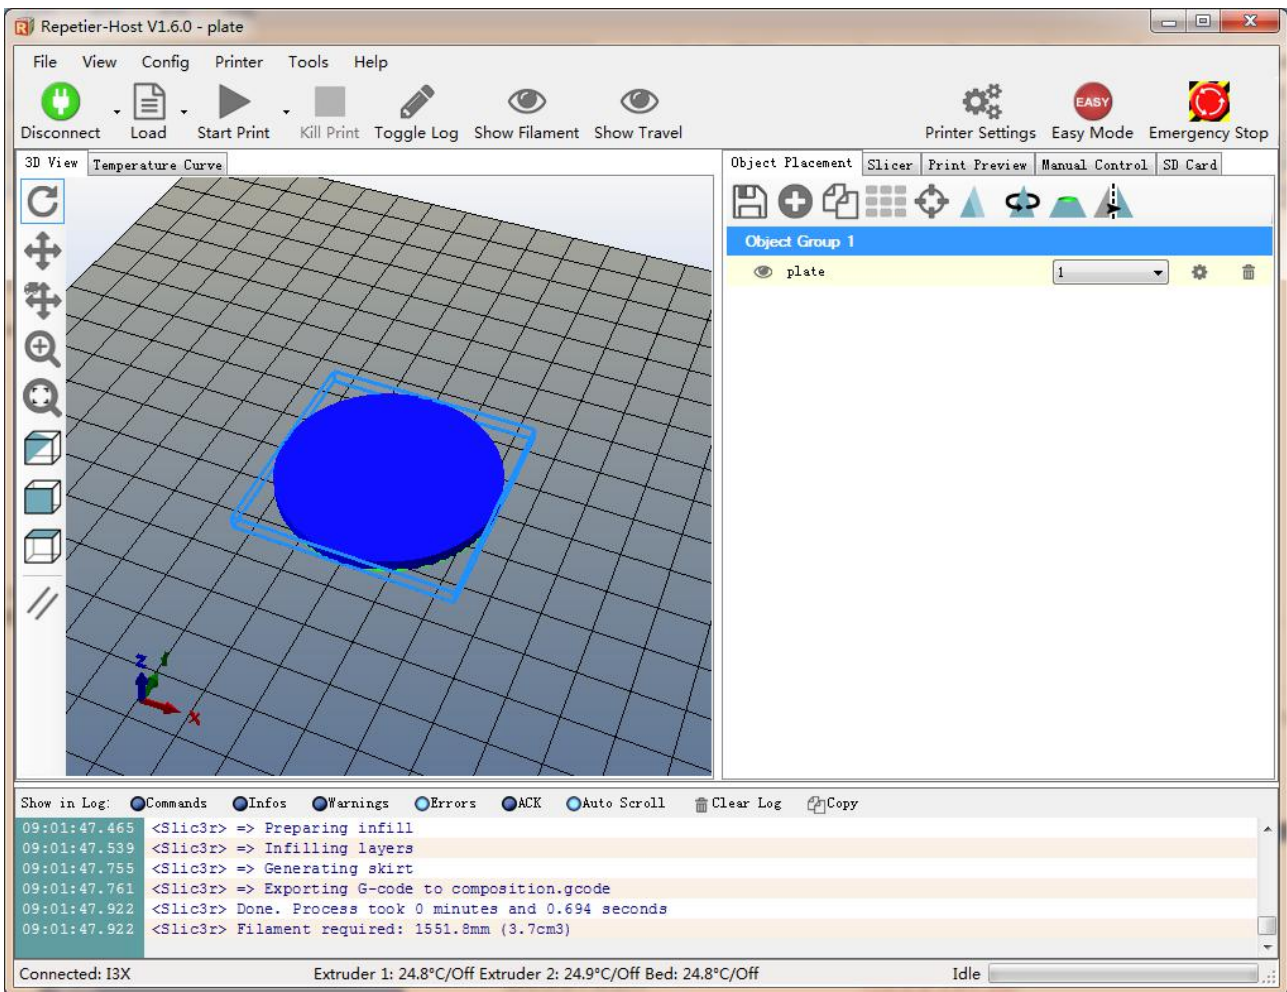 Repetier-Host V1.6.0 - plate
File View Config Printer Tools Help
EASY
Disconnect Load Start Print Kill Print Toggle Log Show Filament Show Travel Printer Settings Easy Mode Emergency Stop
3D View Temperature Curve
Object Placement Slicer Print Preview Manual Control SD Card
Object Group 1
plate 1
Z Y
X
Show in Log: Commands Infos Warnings Errors ACK Auto Scroll Clear Log Copy
09:01:47.465 <Slic3r> => Preparing infill
09:01:47.539 <Slic3r> => Infilling layers
09:01:47.755 <Slic3r> => Generating skirt
09:01:47.761 <Slic3r> => Exporting G-code to composition.gcode
09:01:47.922 <Slic3r> Done. Process took 0 minutes and 0.694 seconds
09:01:47.922 <Slic3r> Filament required: 1551.8mm (3.7cm3)
Connected: I3X Extruder 1: 24.8°C/Off Extruder 2: 24.9°C/Off Bed: 24.8°C/Off Idle